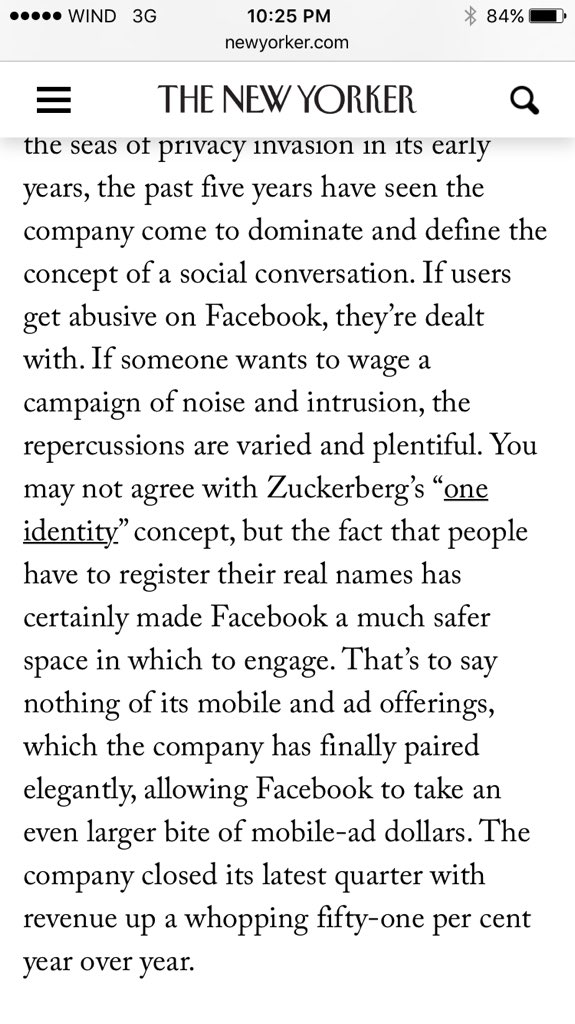 WIND 3G 10:25 PM 84%
newyorker.com
THE NEW YORKER
the seas of privacy invasion in its early
years, the past five years have seen the
company come to dominate and define the
concept of a social conversation. If users
get abusive on Facebook, they’re dealt
with. If someone wants to wage a
campaign of noise and intrusion, the
repercussions are varied and plentiful. You
may not agree with Zuckerberg’s “one
identity” concept, but the fact that people
have to register their real names has
certainly made Facebook a much safer
space in which to engage. That’s to say
nothing of its mobile and ad offerings,
which the company has finally paired
elegantly, allowing Facebook to take an
even larger bite of mobile-ad dollars. The
company closed its latest quarter with
revenue up a whopping fifty-one per cent
year over year.